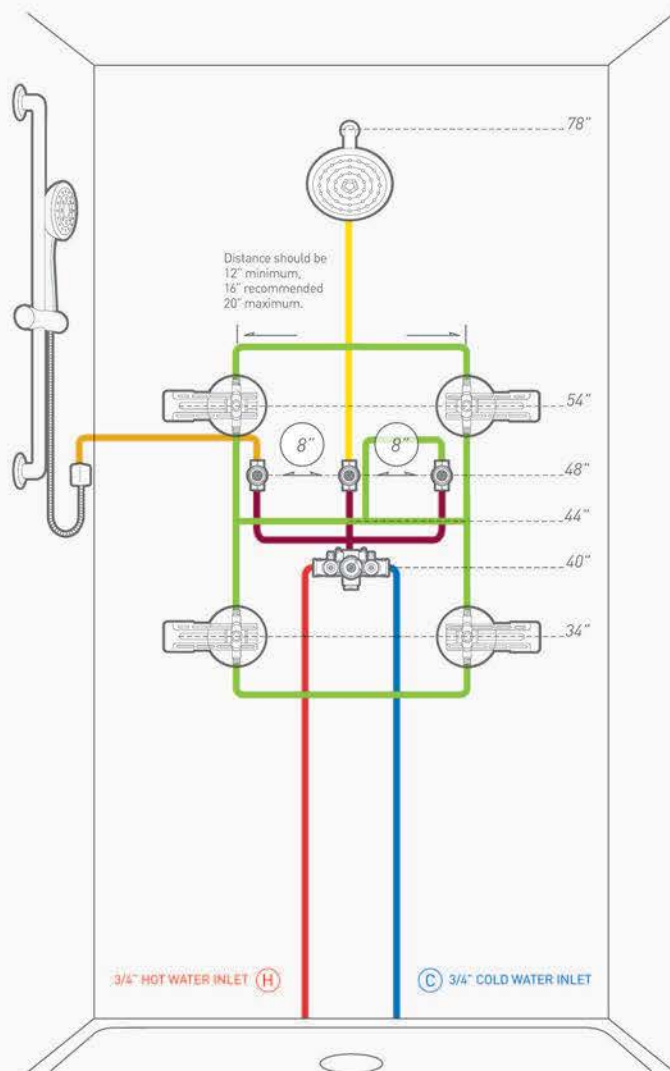 78"
Distance should be
12" minimum,
16" recommended
20" maximum.
54"
8"
8"
48"
44"
40"
34"
3/4" HOT WATER INLET H
C 3/4" COLD WATER INLET